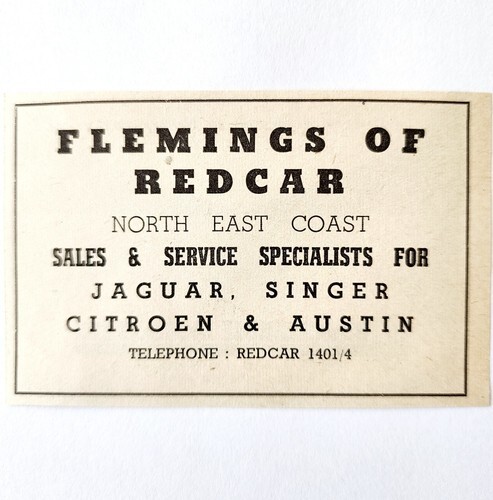 FLEMINGS OF
REDCAR
NORTH EAST COAST
SALES & SERVICE SPECIALISTS FOR
JAGUAR, SINGER
CITROEN & AUSTIN
TELEPHONE : REDCAR 1401/4